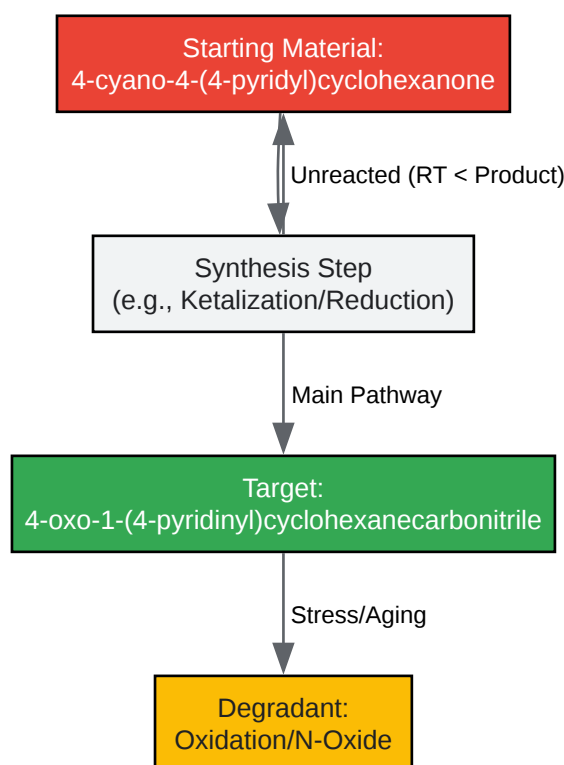 Starting Material:
4-cyano-4-(4-pyridyl)cyclohexanone
Unreacted (RT < Product)
Synthesis Step
(e.g., Ketalization/Reduction)
Main Pathway
Target:
4-oxo-1-(4-pyridinyl)cyclohexanecarbonitrile
Stress/Aging
Degradant:
Oxidation/N-Oxide